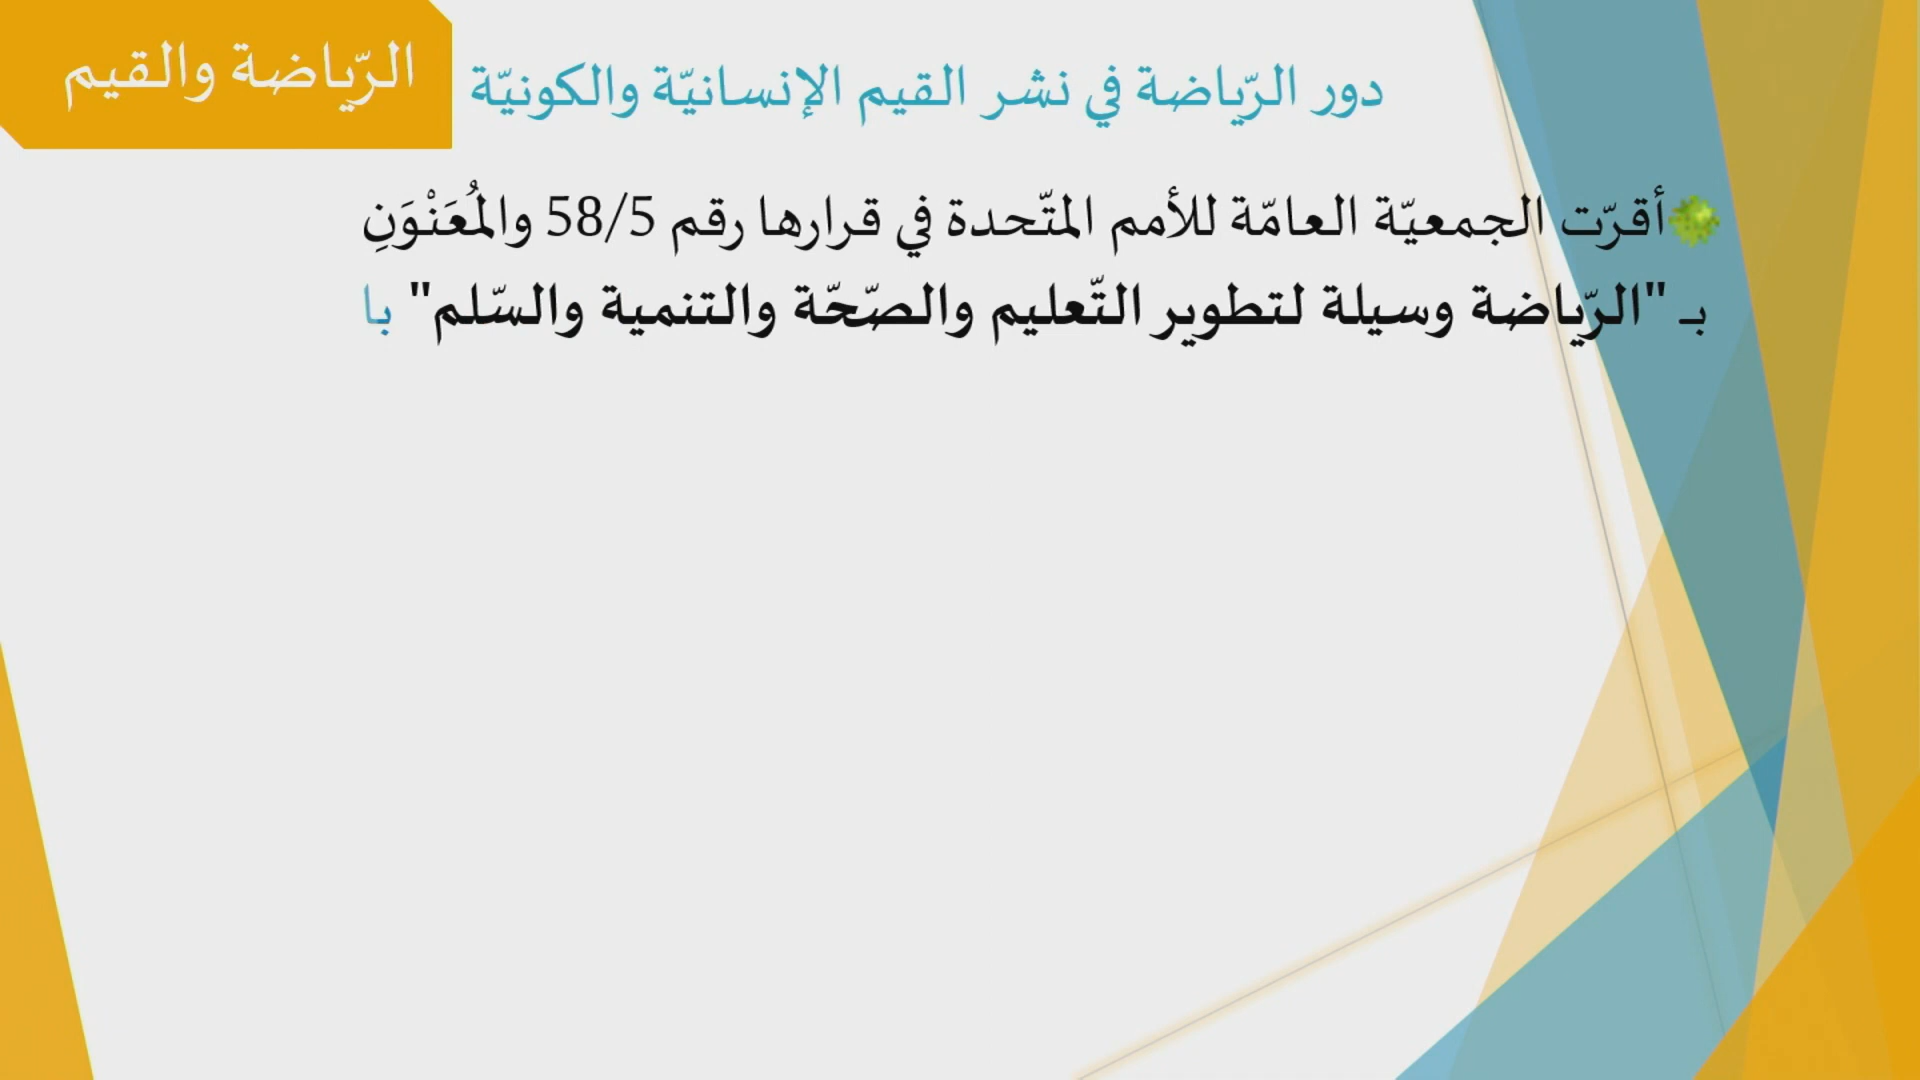 الرّياضة والقيم
دور الرّياضة في نشر القيم الإنسانيّة والكونيّة
أقرّت الجمعيّة العامّة للأمم المتّحدة في قرارها رقم 58/5 والمُعَنْوَنِ
بـ "الرّياضة وسيلة لتطوير التّعليم والصّحّة والتنمية والسّلم" با